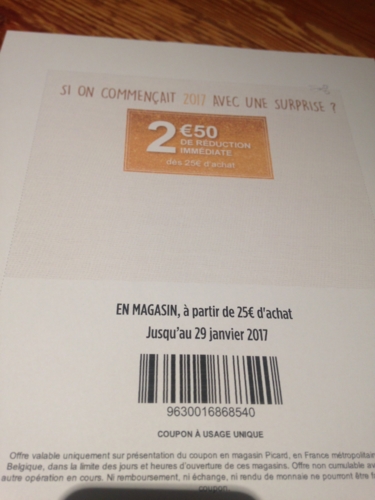 SI ON COMMENÇAIT 2017 AVEC UNE SURPRISE ?
2€50
DE RÉDUCTION
IMMÉDIATE
dès 25€ d'achat
EN MAGASIN, à partir de 25€ d'achat
Jusqu'au 29 janvier 2017
9630016868540
COUPON À USAGE UNIQUE
Offre valable uniquement sur présentation du coupon en magasin Picard, en France métropolitain
Belgique, dans la limite des jours et heures d'ouverture de ces magasins. Offre non cumulable av
autre opération en cours. Ni remboursement, ni échange, ni rendu de monnaie ne pourront être f
coupon.